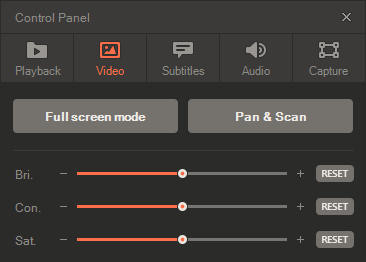 Control Panel
Playback Video Subtitles Audio Capture
Full screen mode Pan & Scan
Bri. − + RESET
Con. − + RESET
Sat. − + RESET